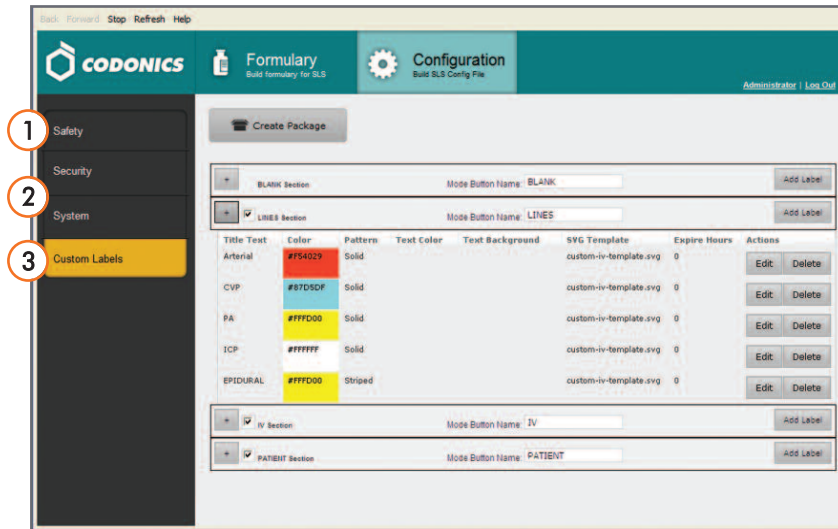 Back Forward Stop Refresh Help
CODONICS
Formulary
Build formulary for SLS
Configuration
Build SLS Config File
Administrator | Log Out
1
Safety
Create Package
Security
+ BLANK Section Mode Button Name: BLANK Add Label
2
System
+ LINES Section Mode Button Name: LINES Add Label
3
Custom Labels
Title Text Color Pattern Text Color Text Background SVG Template Expire Hours Actions
Arterial #F54029 Solid custom-iv-template.svg 0 Edit Delete
CVP #87D5DF Solid custom-iv-template.svg 0 Edit Delete
PA #FFFD00 Solid custom-iv-template.svg 0 Edit Delete
ICP #FFFFFF Solid custom-iv-template.svg 0 Edit Delete
EPIDURAL #FFFD00 Striped custom-iv-template.svg 0 Edit Delete
+ IV Section Mode Button Name: IV Add Label
+ PATIENT Section Mode Button Name: PATIENT Add Label